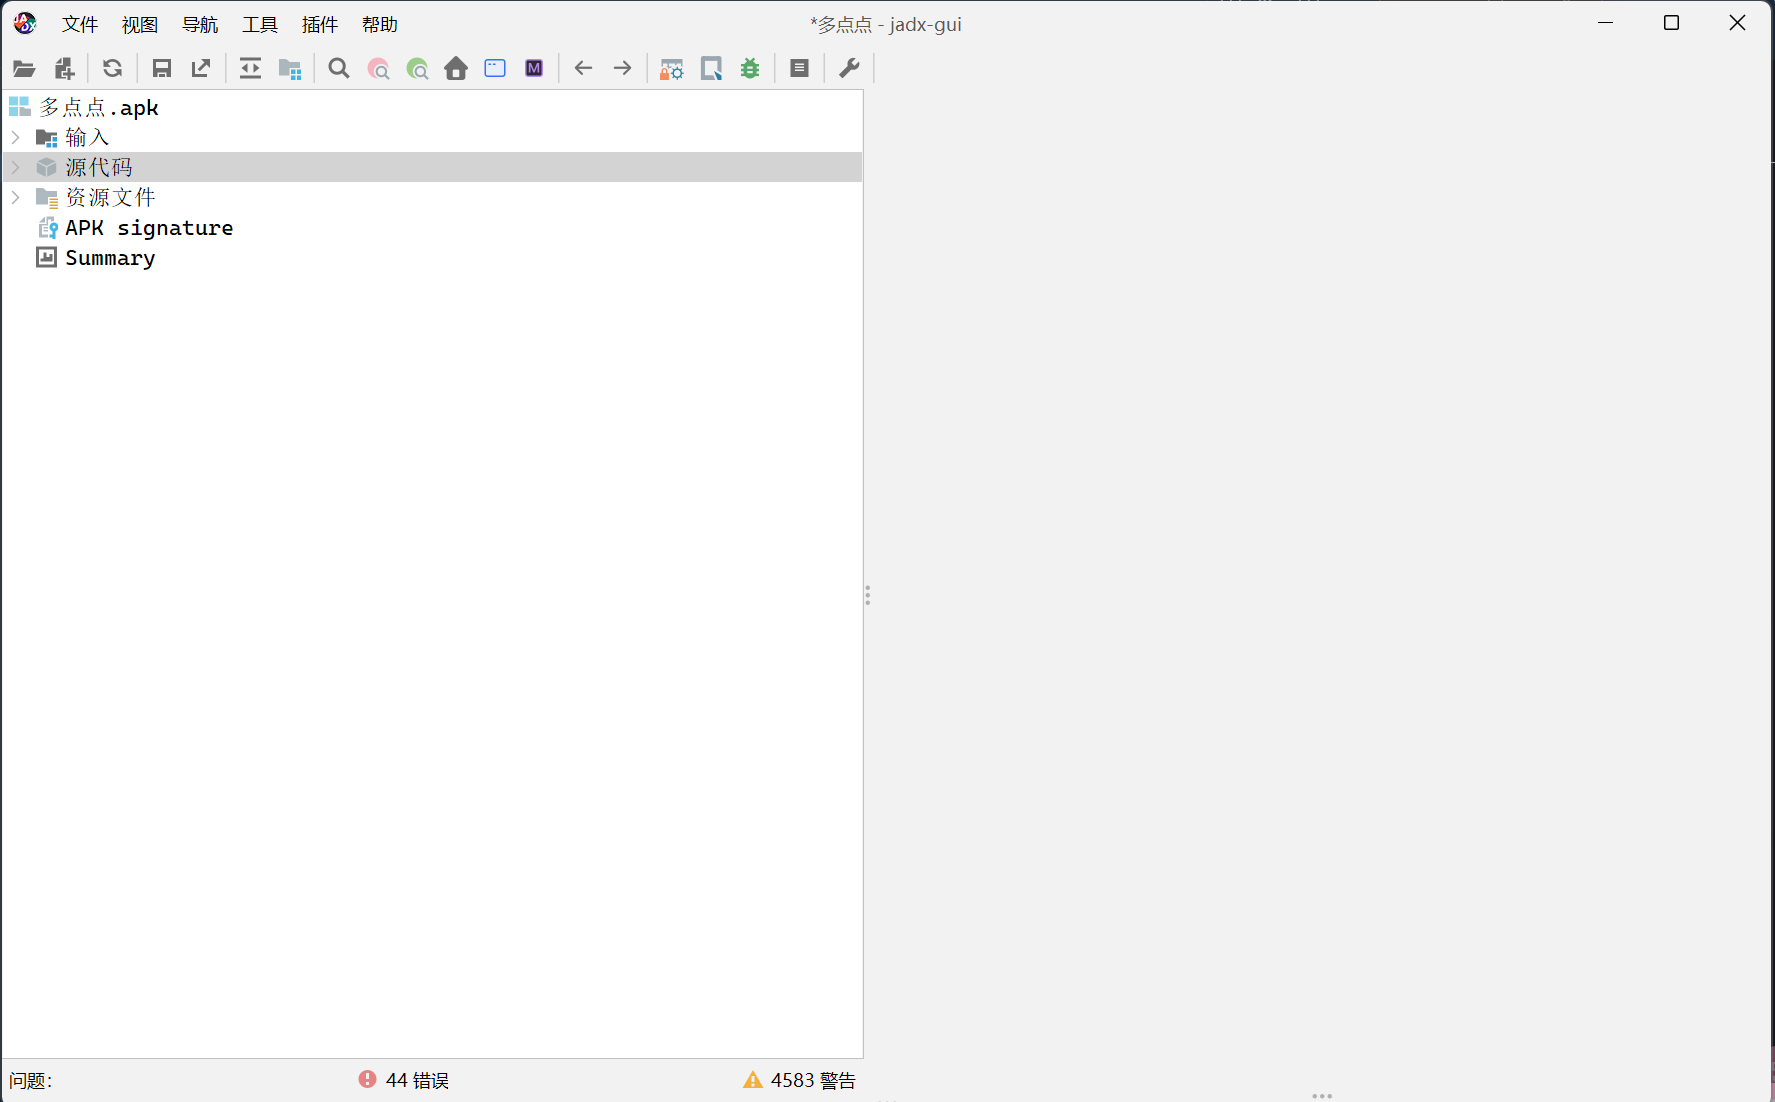 文件 视图 导航 工具 插件 帮助 *多点点 - jadx-gui
多点点.apk
输入
源代码
资源文件
APK signature
Summary
问题: 44 错误 4583 警告